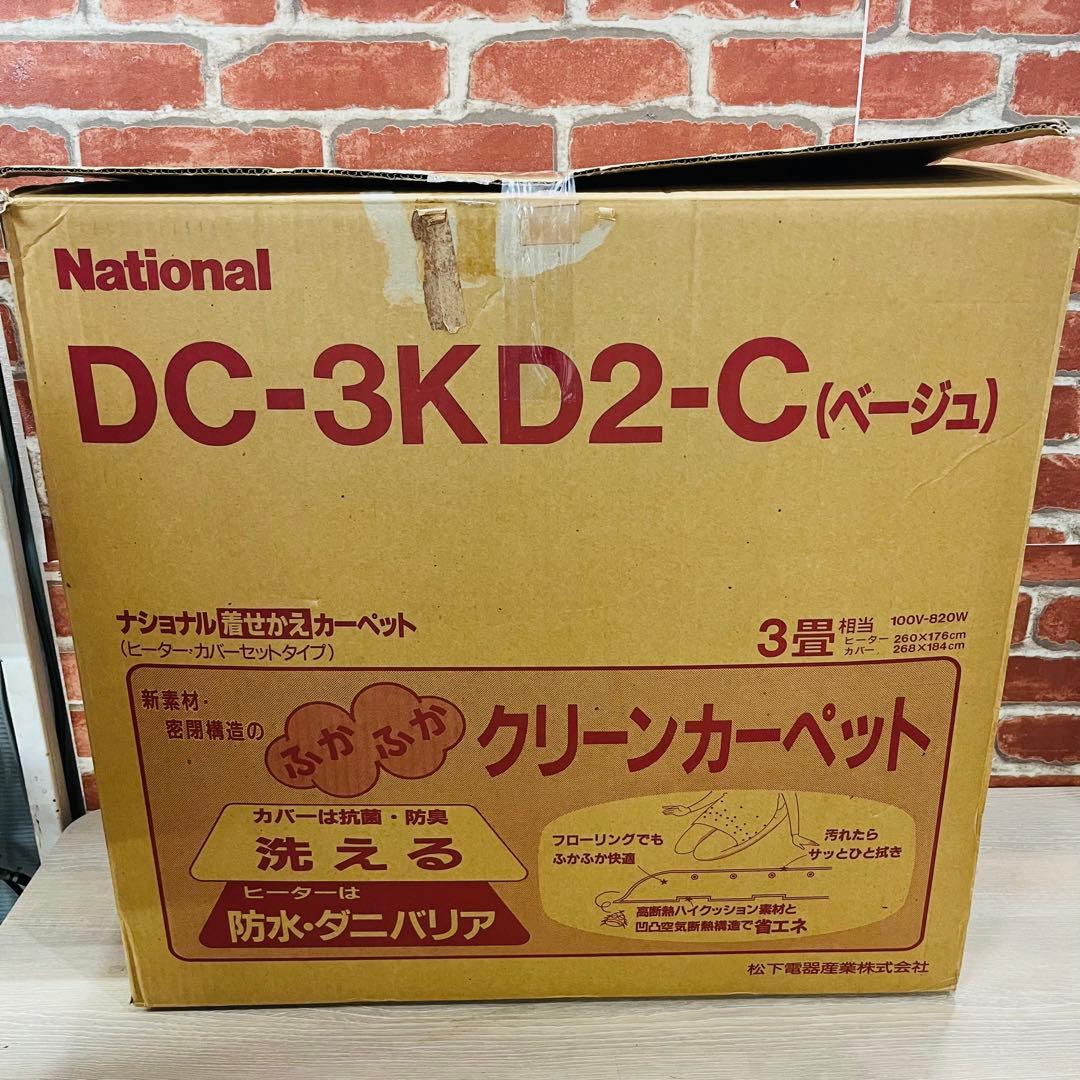 National
DC-3KD2-C(ベージュ)
ナショナル着せかえカーペット
(ヒーター・カバーセットタイプ)
3畳相当 100V-820W
ヒーター 260×176cm
カバー 268×184cm
新素材・
密閉構造の
ふかふか
クリーンカーペット
カバーは抗菌・防臭
洗える
ヒーターは
防水・ダニバリア
フローリングでも
ふかふか快適
汚れたら
サッとひと拭き
高断熱ハイクッション素材と
凹凸空気断熱構造で省エネ
松下電器産業株式会社